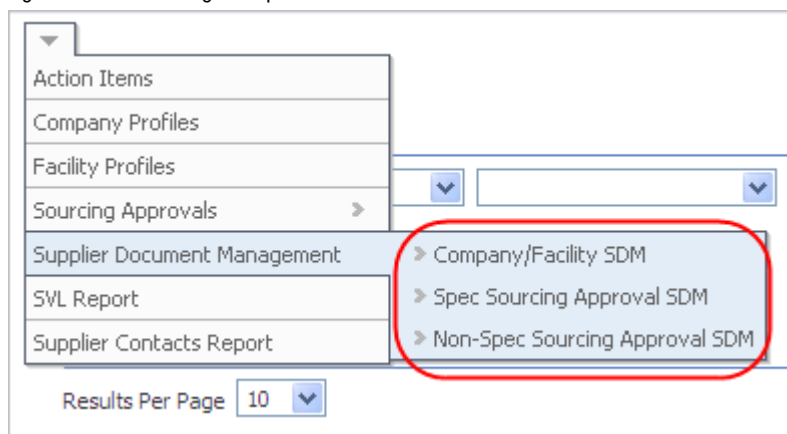 Action Items
Company Profiles
Facility Profiles
Sourcing Approvals
Supplier Document Management
Company/Facility SDM
Spec Sourcing Approval SDM
Non-Spec Sourcing Approval SDM
SVL Report
Supplier Contacts Report
Results Per Page 10